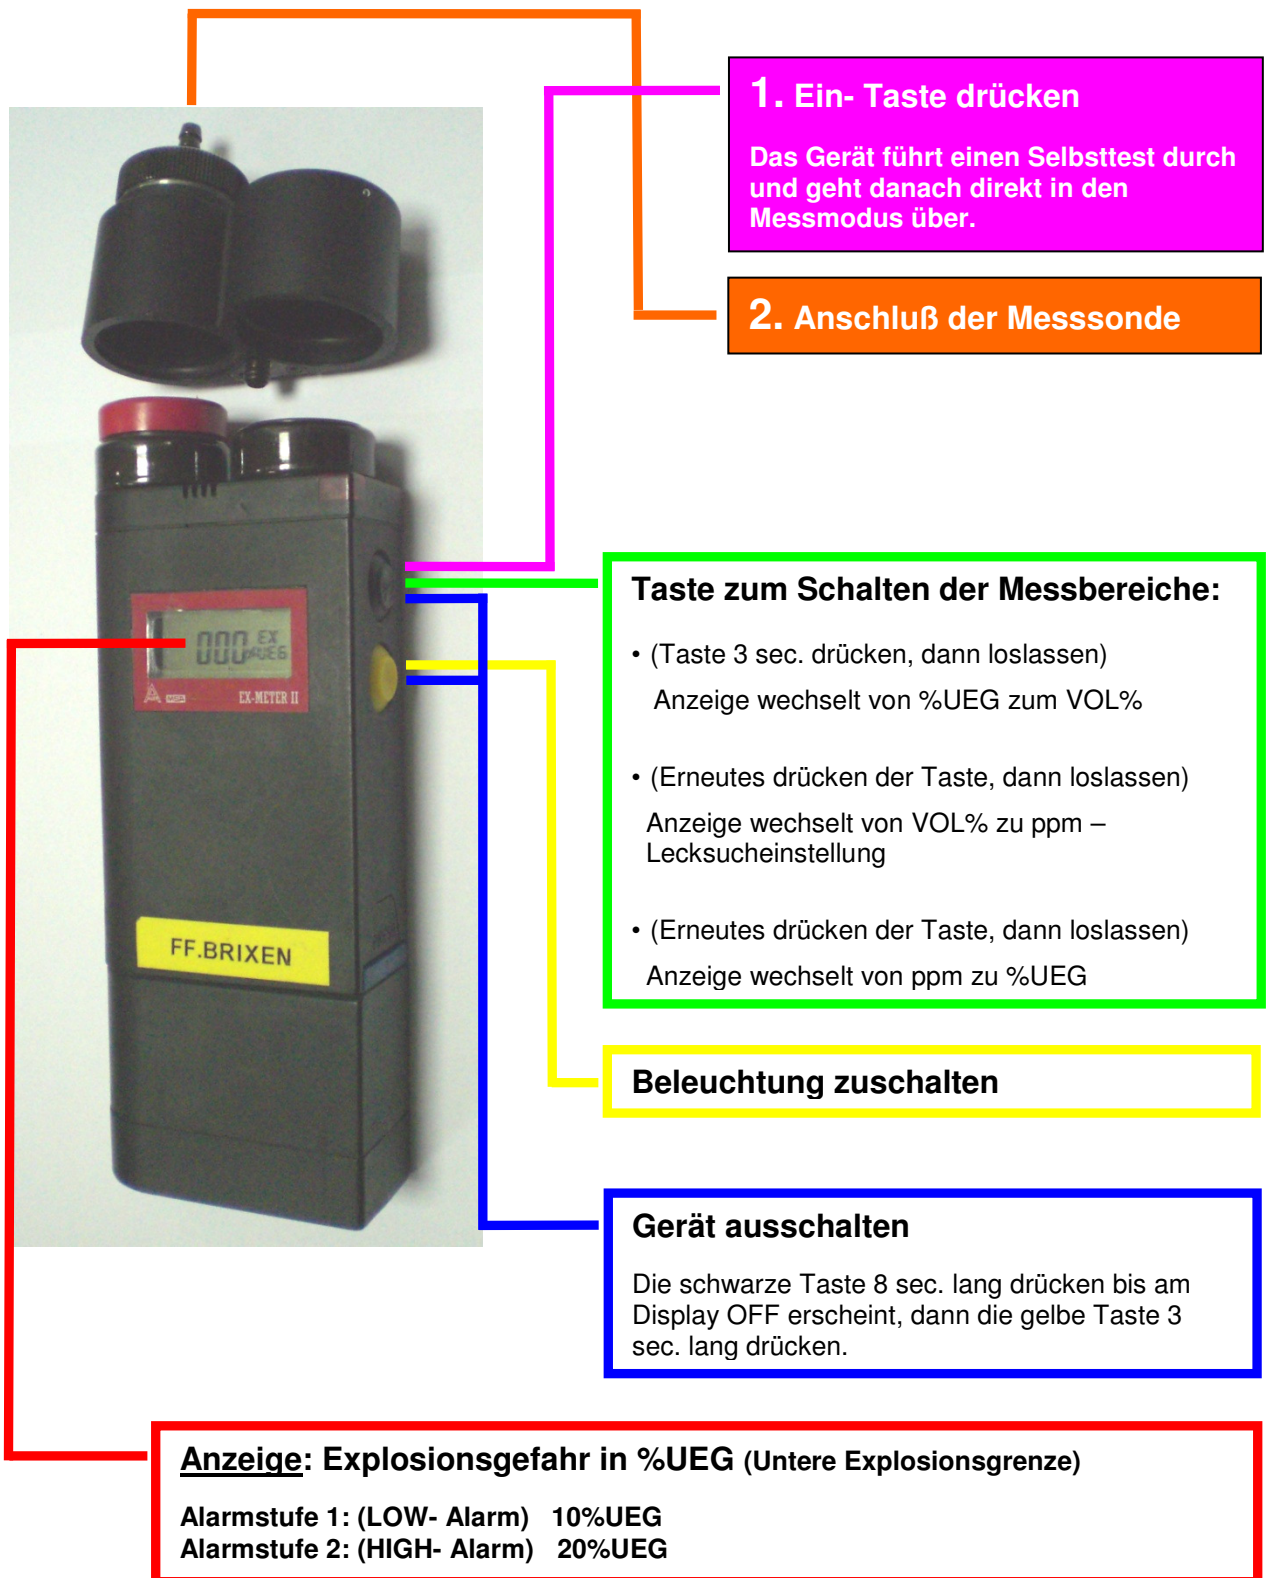 1. Ein- Taste drücken
Das Gerät führt einen Selbsttest durch
und geht danach direkt in den
Messmodus über.
2. Anschluß der Messsonde
000 EX
%UEG
EX-METER II
FF.BRIXEN
Taste zum Schalten der Messbereiche:
• (Taste 3 sec. drücken, dann loslassen)
Anzeige wechselt von %UEG zum VOL%
• (Erneutes drücken der Taste, dann loslassen)
Anzeige wechselt von VOL% zu ppm –
Lecksucheinstellung
• (Erneutes drücken der Taste, dann loslassen)
Anzeige wechselt von ppm zu %UEG
Beleuchtung zuschalten
Gerät ausschalten
Die schwarze Taste 8 sec. lang drücken bis am
Display OFF erscheint, dann die gelbe Taste 3
sec. lang drücken.
Anzeige: Explosionsgefahr in %UEG (Untere Explosionsgrenze)
Alarmstufe 1: (LOW- Alarm) 10%UEG
Alarmstufe 2: (HIGH- Alarm) 20%UEG